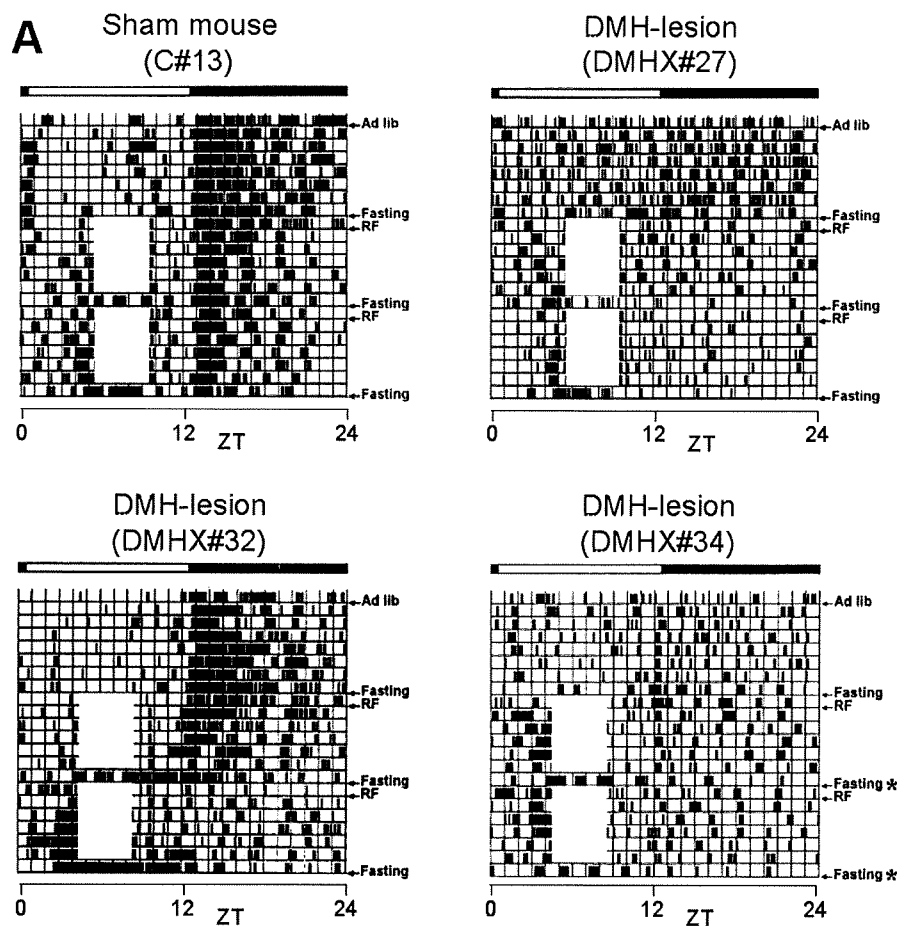 A
Sham mouse
(C#13)
Ad lib
Fasting
RF
Fasting
RF
Fasting
0 12 24
ZT
DMH-lesion
(DMHX#27)
Ad lib
Fasting
RF
Fasting
RF
Fasting
0 12 24
ZT
DMH-lesion
(DMHX#32)
Ad lib
Fasting
RF
Fasting
RF
Fasting
0 12 24
ZT
DMH-lesion
(DMHX#34)
Ad lib
Fasting
RF
Fasting *
RF
Fasting *
0 12 24
ZT